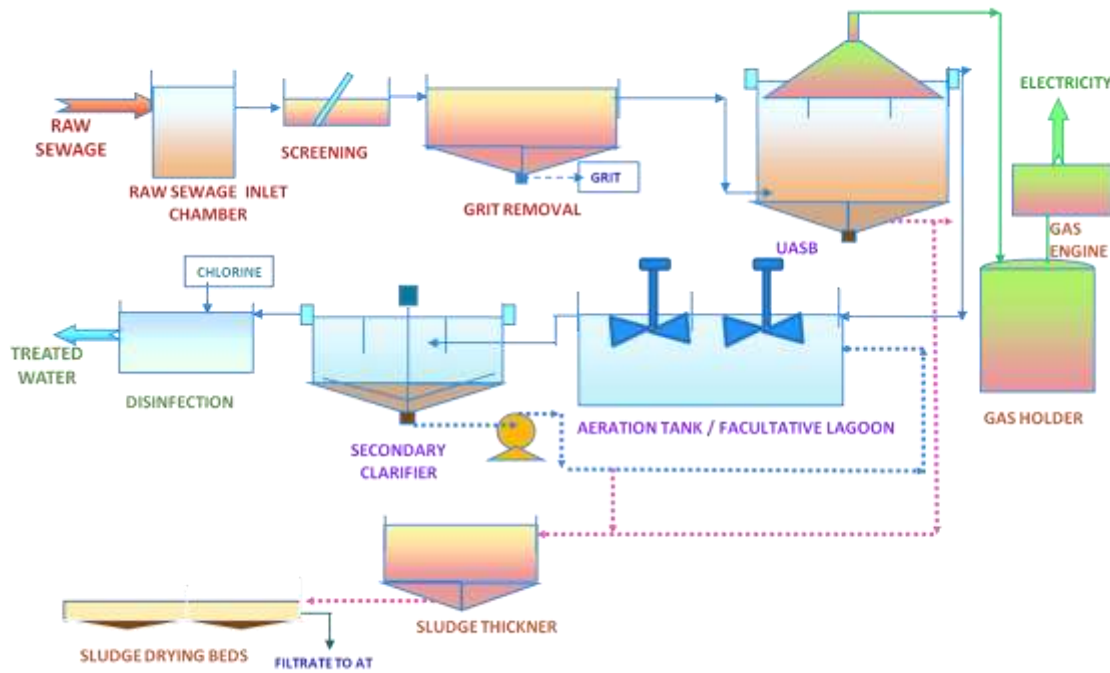 RAW
SEWAGE
RAW SEWAGE INLET
CHAMBER
SCREENING
GRIT
GRIT REMOVAL
UASB
ELECTRICITY
GAS
ENGINE
GAS HOLDER
CHLORINE
TREATED
WATER
DISINFECTION
SECONDARY
CLARIFIER
AERATION TANK / FACULTATIVE LAGOON
SLUDGE THICKNER
SLUDGE DRYING BEDS
FILTRATE TO AT